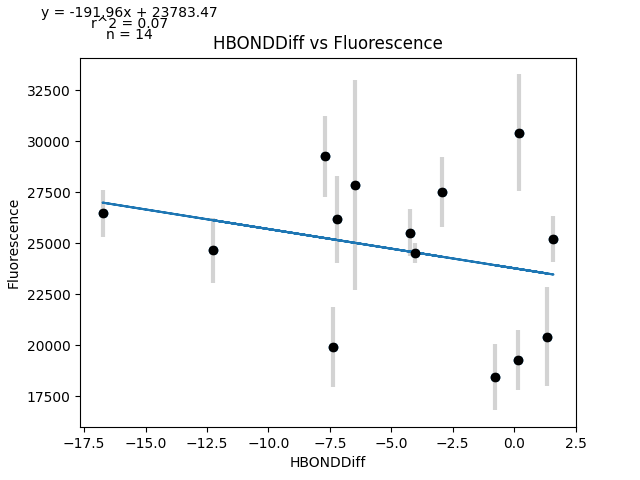 y = -191.96x + 23783.47
r^2 = 0.07
n = 14
HBONDDiff vs Fluorescence
Fluorescence
32500
30000
27500
25000
22500
20000
17500
−17.5 −15.0 −12.5 −10.0 −7.5 −5.0 −2.5 0.0 2.5
HBONDDiff